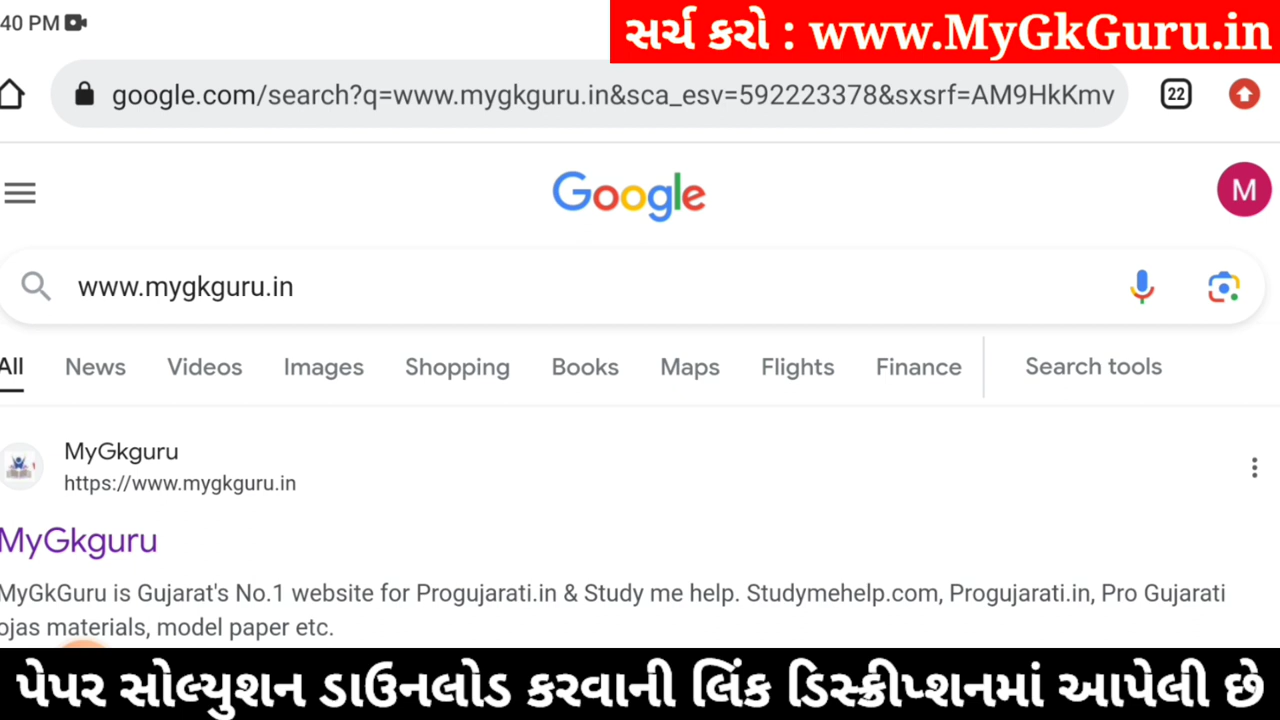 40 PM
સર્ચ કરો : www.MyGkGuru.in
google.com/search?q=www.mygkguru.in&sca_esv=592223378&sxsrf=AM9HkKmv
22
Google
M
www.mygkguru.in
All News Videos Images Shopping Books Maps Flights Finance Search tools
MyGkguru
https://www.mygkguru.in
MyGkguru
MyGkGuru is Gujarat's No.1 website for Progujarati.in & Study me help. Studymehelp.com, Progujarati.in, Pro Gujarati
ojas materials, model paper etc.
પેપર સોલ્યુશન ડાઉનલોડ કરવાની લિંક ડિસ્ક્રીપ્શનમાં આપેલી છે